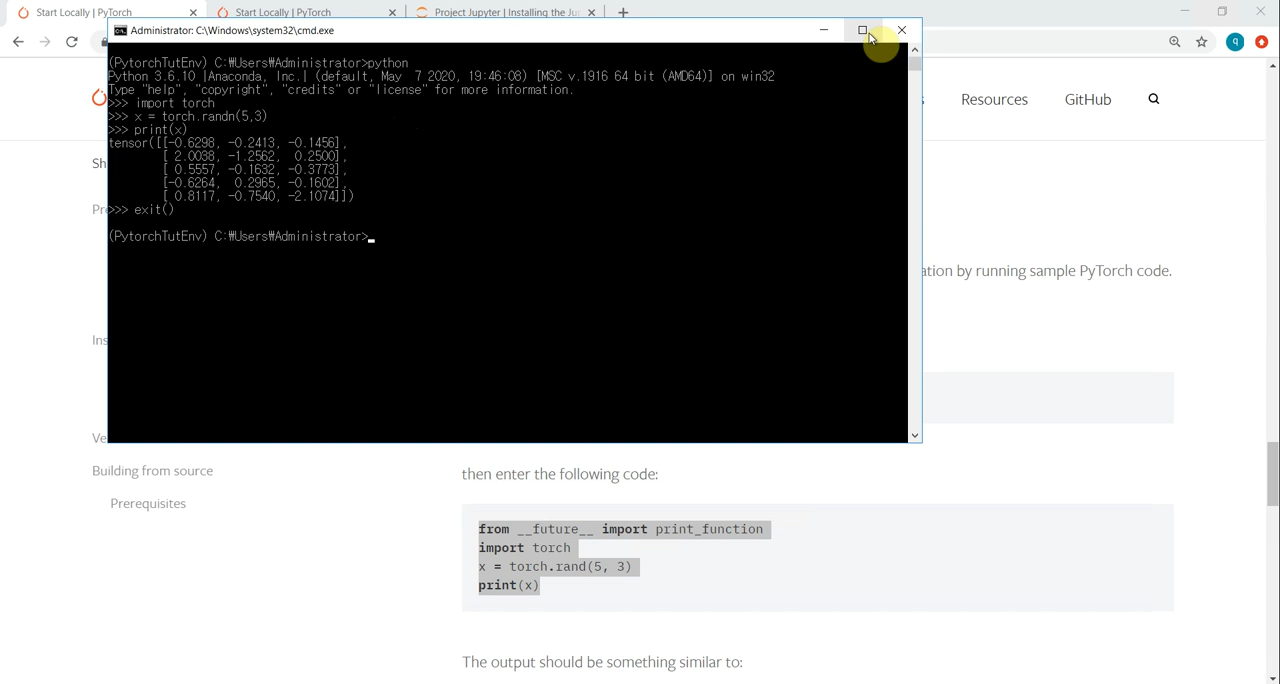 Start Locally | PyTorch
Start Locally | PyTorch
Project Jupyter | Installing the Ju
Administrator: C:\Windows\system32\cmd.exe
q
(PytorchTutEnv) C:₩Users₩Administrator>python
Python 3.6.10 |Anaconda, Inc.| (default, May  7 2020, 19:46:08) [MSC v.1916 64 bit (AMD64)] on win32
Type "help", "copyright", "credits" or "license" for more information.
>>> import torch
>>> x = torch.randn(5,3)
>>> print(x)
tensor([[-0.6298, -0.2413, -0.1456],
        [ 2.0038, -1.2562,  0.2500],
        [ 0.5557, -0.1632, -0.3773],
        [-0.6264,  0.2965, -0.1602],
        [ 0.8117, -0.7540, -2.1074]])
>>> exit()
(PytorchTutEnv) C:₩Users₩Administrator>
s
Resources
GitHub
Sh
Pre
Ins
Ve
Building from source
Prerequisites
ation by running sample PyTorch code.
then enter the following code:
from __future__ import print_function
import torch
x = torch.rand(5, 3)
print(x)
The output should be something similar to: